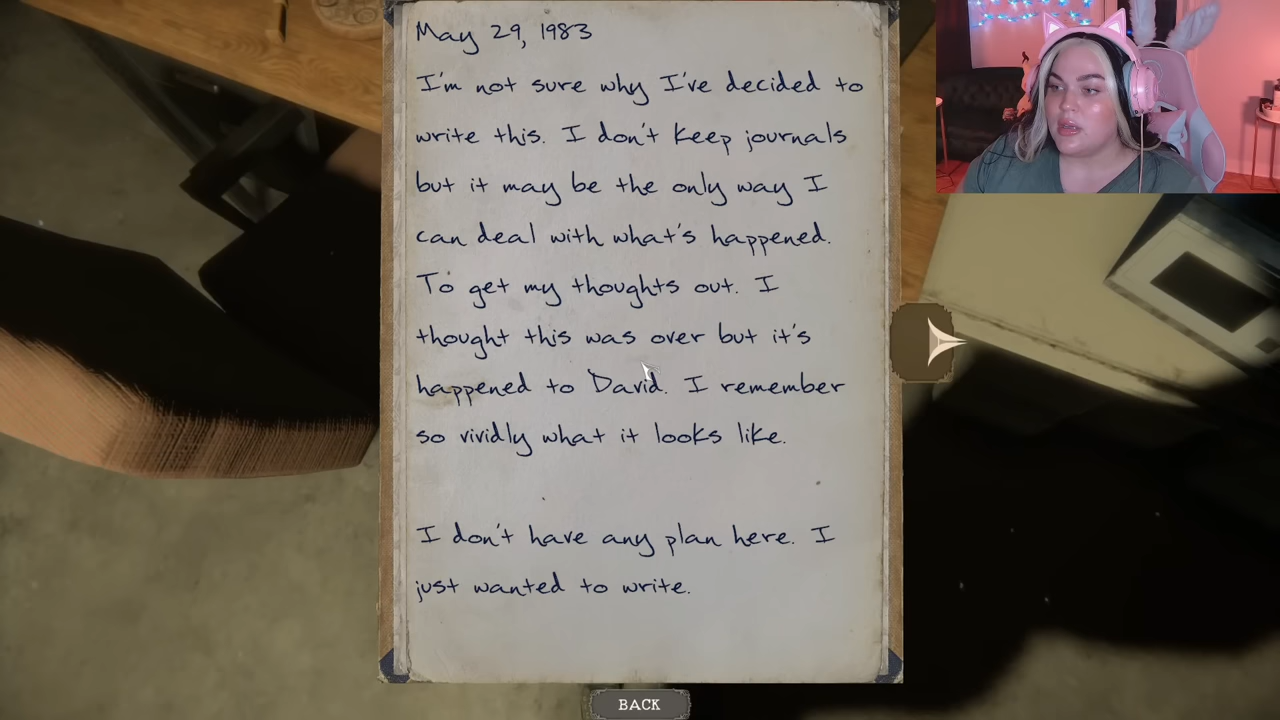 May 29, 1983
I'm not sure why I've decided to
write this. I don't keep journals
but it may be the only way I
can deal with what's happened.
To get my thoughts out. I
thought this was over but it's
happened to David. I remember
so vividly what it looks like.
I don't have any plan here. I
just wanted to write.
BACK